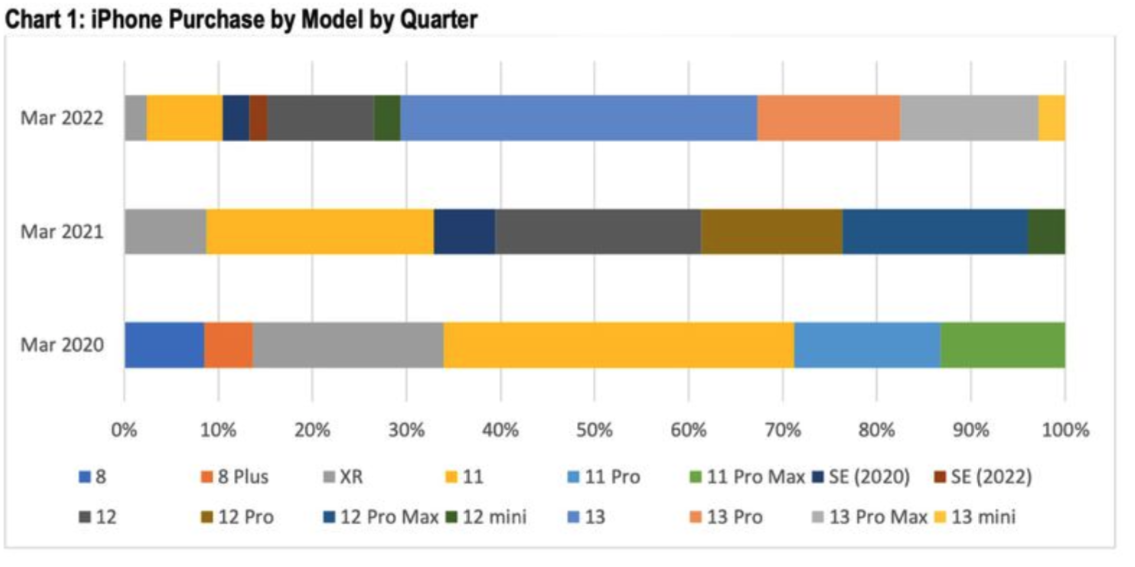 Chart 1: iPhone Purchase by Model by Quarter
Mar 2022
Mar 2021
Mar 2020
0% 10% 20% 30% 40% 50% 60% 70% 80% 90% 100%
8 8 Plus XR 11 11 Pro 11 Pro Max SE (2020) SE (2022)
12 12 Pro 12 Pro Max 12 mini 13 13 Pro 13 Pro Max 13 mini